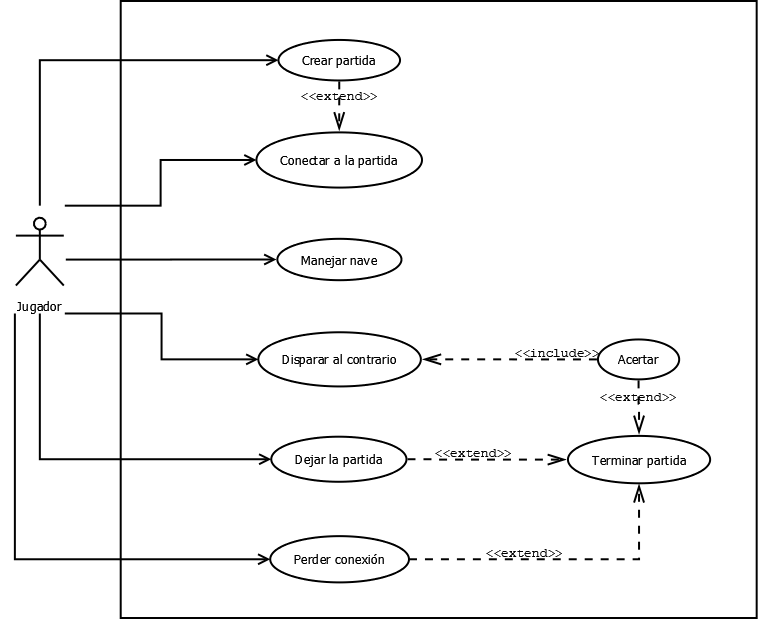 Crear partida
<<extend>>
Conectar a la partida
Manejar nave
Jugador
Disparar al contrario
<<include>>
Acertar
<<extend>>
Dejar la partida
<<extend>>
Terminar partida
Perder conexión
<<extend>>